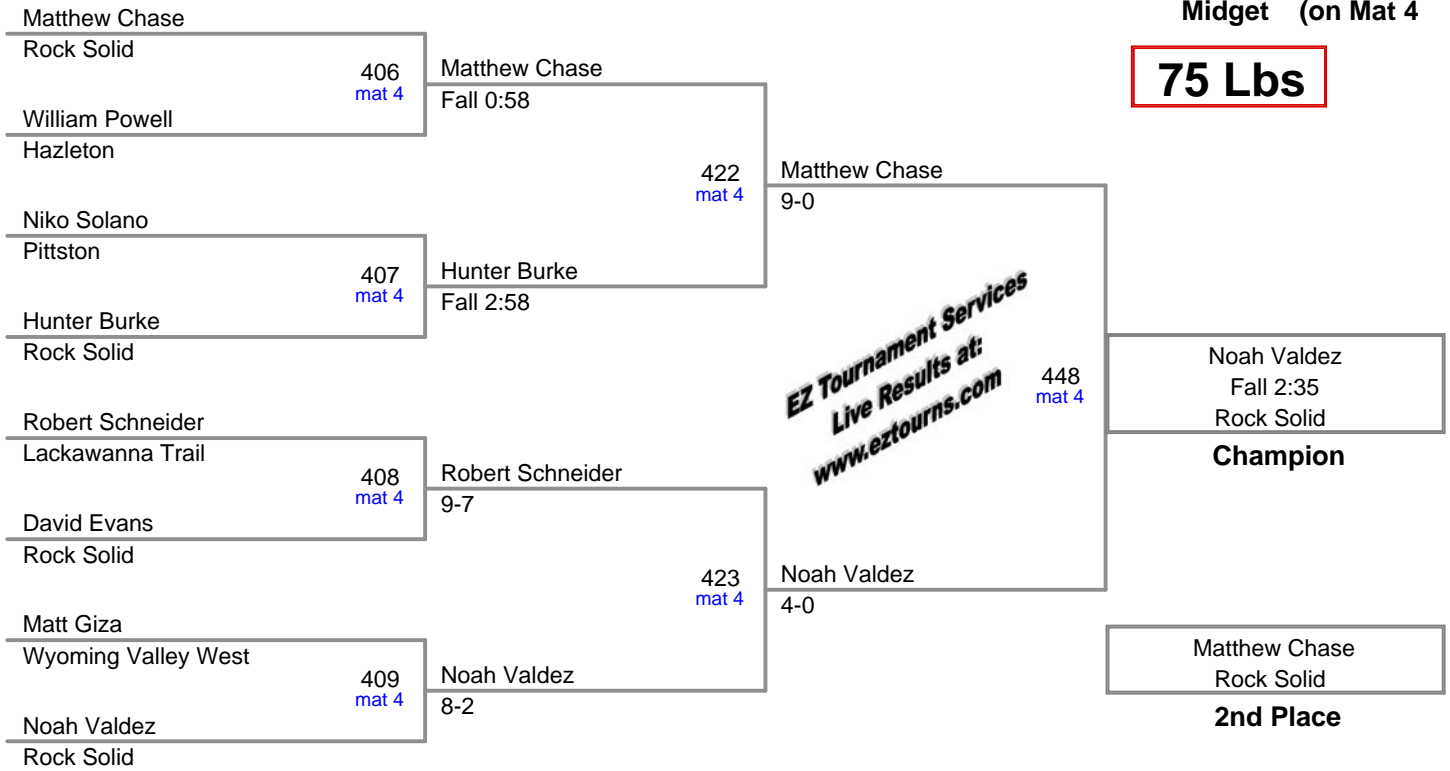 Midget (on Mat 4
75 Lbs
Matthew Chase
Rock Solid
406
mat 4
William Powell
Hazleton
Matthew Chase
Fall 0:58
Niko Solano
Pittston
407
mat 4
Hunter Burke
Rock Solid
Hunter Burke
Fall 2:58
422
mat 4
Matthew Chase
9-0
Robert Schneider
Lackawanna Trail
408
mat 4
David Evans
Rock Solid
Robert Schneider
9-7
Matt Giza
Wyoming Valley West
409
mat 4
Noah Valdez
Rock Solid
Noah Valdez
8-2
423
mat 4
Noah Valdez
4-0
EZ Tournament Services
Live Results at:
www.eztourns.com
448
mat 4
Noah Valdez
Fall 2:35
Rock Solid
Champion
Matthew Chase
Rock Solid
2nd Place